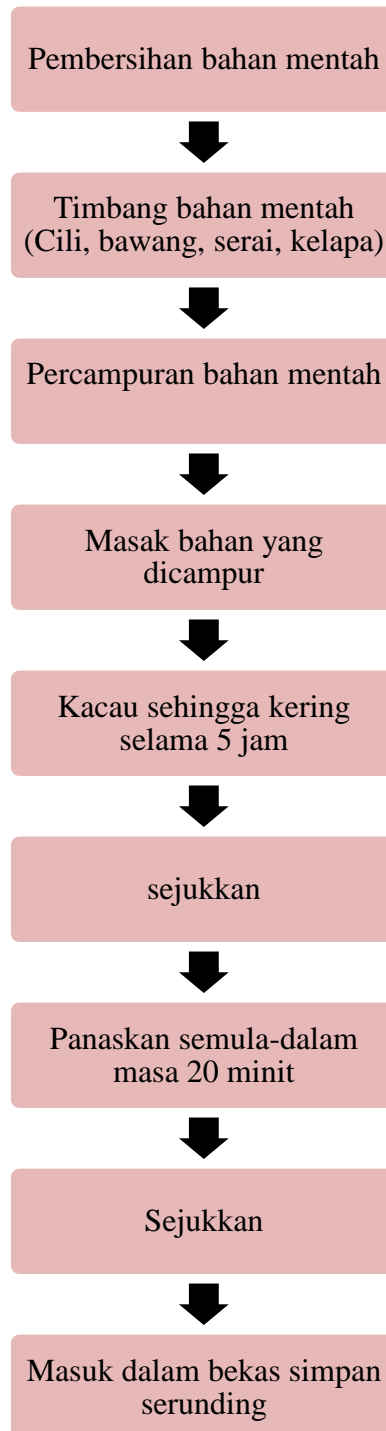 Pembersihan bahan mentah
Timbang bahan mentah
(Cili, bawang, serai, kelapa)
Percampuran bahan mentah
Masak bahan yang
dicampur
Kacau sehingga kering
selama 5 jam
sejukkan
Panaskan semula-dalam
masa 20 minit
Sejukkan
Masuk dalam bekas simpan
serunding